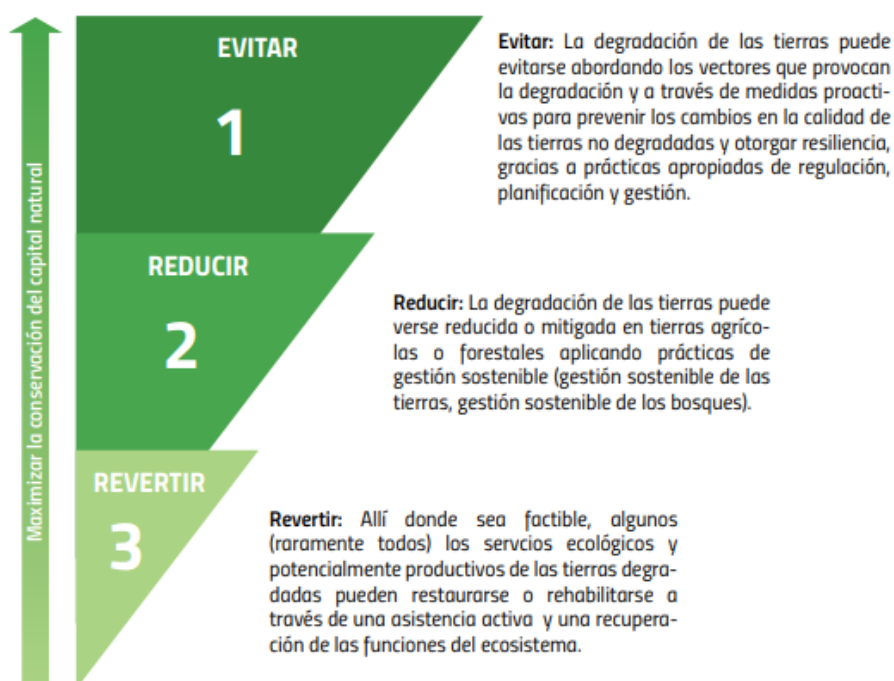 Maximizar la conservación del capital natural
EVITAR
1
Evitar: La degradación de las tierras puede
evitarse abordando los vectores que provocan
la degradación y a través de medidas proacti-
vas para prevenir los cambios en la calidad de
las tierras no degradadas y otorgar resiliencia,
gracias a prácticas apropiadas de regulación,
planificación y gestión.
REDUCIR
2
Reducir: La degradación de las tierras puede
verse reducida o mitigada en tierras agríco-
las o forestales aplicando prácticas de
gestión sostenible (gestión sostenible de las
tierras, gestión sostenible de los bosques).
REVERTIR
3
Revertir: Allí donde sea factible, algunos
(raramente todos) los servcios ecológicos y
potencialmente productivos de las tierras degra-
dadas pueden restaurarse o rehabilitarse a
través de una asistencia activa y una recupera-
ción de las funciones del ecosistema.